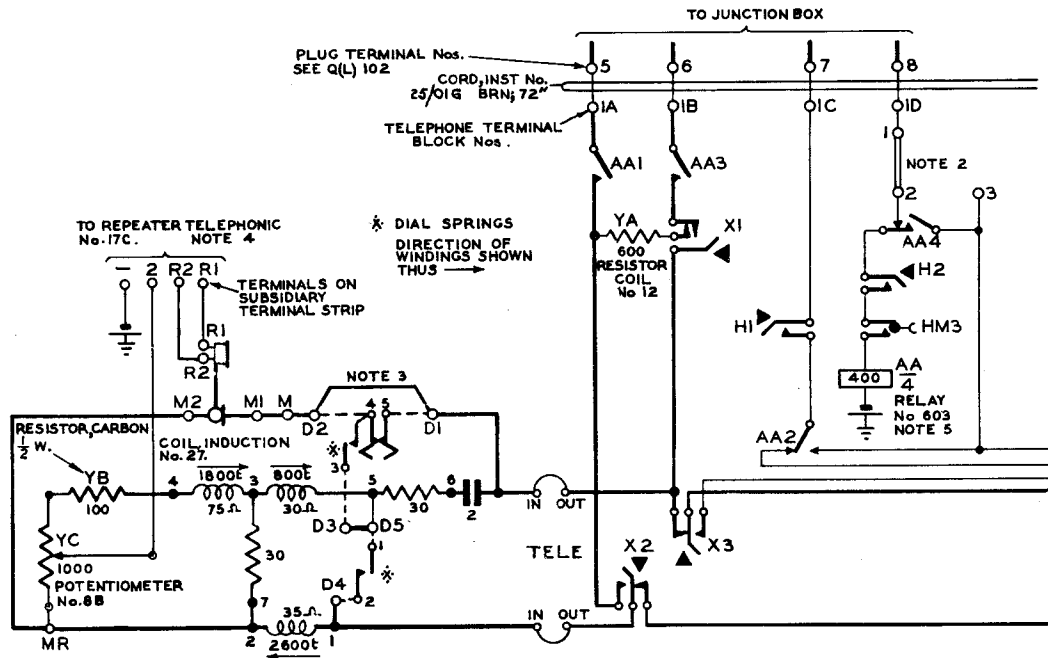 TO JUNCTION BOX
PLUG TERMINAL Nos.
SEE Q(L) 102
5 6 7 8
CORD, INST No.
25/01G BRN; 72"
1A 1B 1C 1D
TELEPHONE TERMINAL
BLOCK Nos.
1
NOTE 2
2 3
AA1 AA3
AA4
X1
YA
600
RESISTOR
COIL
No 12
H2
HM3
H1
400
AA
4
RELAY
No 603
NOTE 5
AA2
※ DIAL SPRINGS
DIRECTION OF
WINDINGS SHOWN
THUS →
TO REPEATER TELEPHONIC
No. 17C. NOTE 4
– 2 R2 R1
TERMINALS ON
SUBSIDIARY
TERMINAL STRIP
R1
R2
NOTE 3
M2 M1 M D2 4 5 D1
※
3
RESISTOR, CARBON
½ W.
COIL, INDUCTION
No. 27.
1800t 800t
YB
100
4 75Ω 3 30Ω 5 30 6 2
IN OUT
D3 D5
YC
1000
POTENTIOMETER
No. 8B
30
7
1
※
D4 2
TELE
X2 X3
MR 2
35Ω
2600t
1
IN OUT